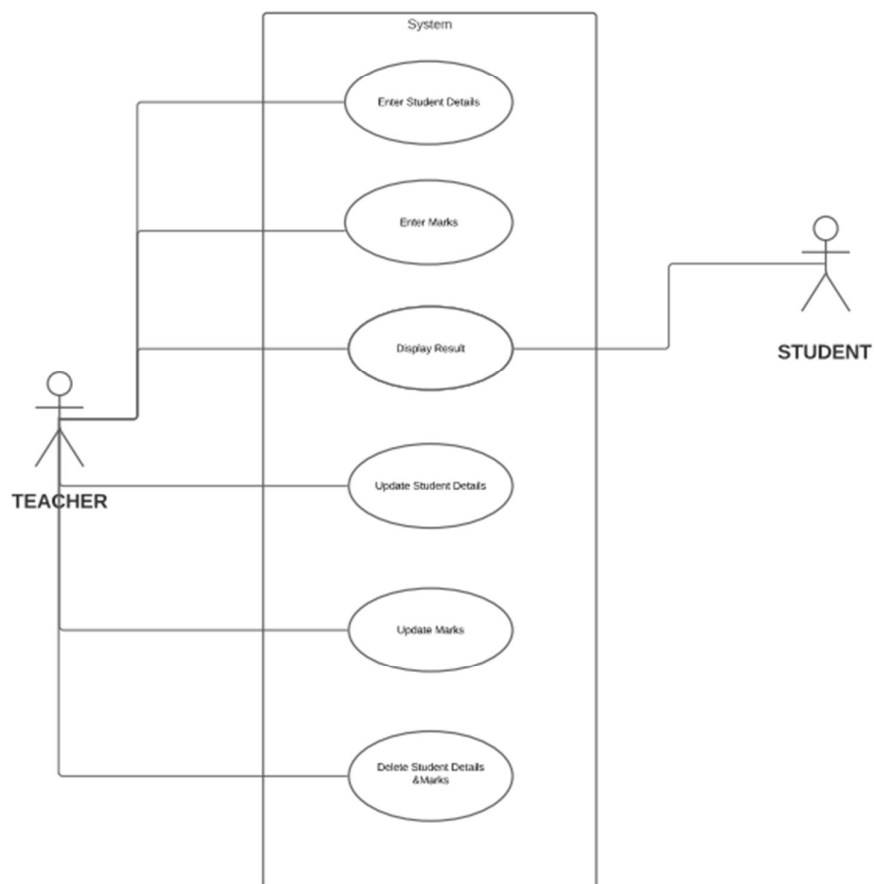 System
Enter Student Details
Enter Marks
Display Result
STUDENT
Update Student Details
TEACHER
Update Marks
Delete Student Details
&Marks